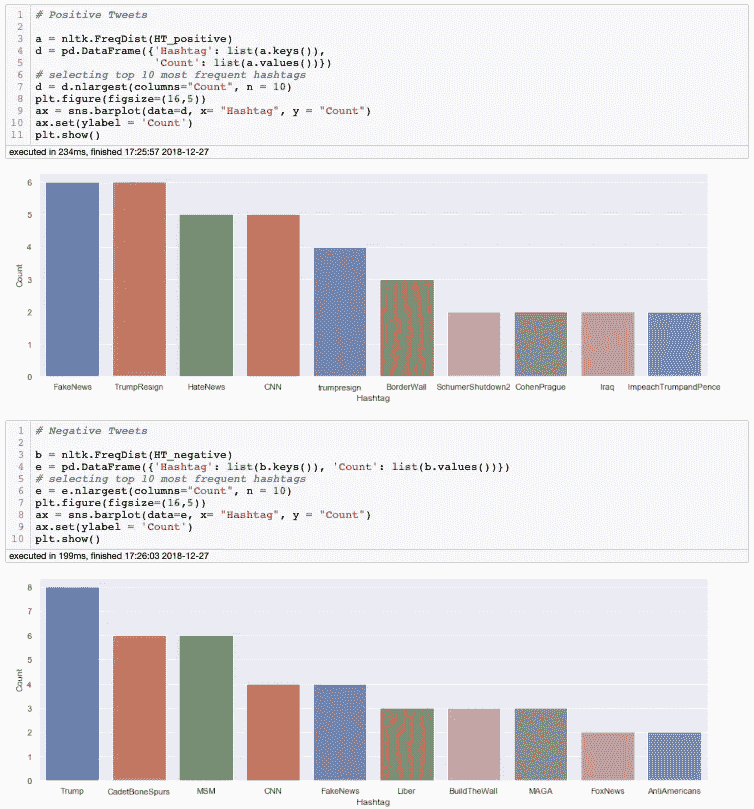 1 # Positive Tweets
2
3 a = nltk.FreqDist(HT_positive)
4 d = pd.DataFrame({'Hashtag': list(a.keys()),
5 'Count': list(a.values())})
6 # selecting top 10 most frequent hashtags
7 d = d.nlargest(columns="Count", n = 10)
8 plt.figure(figsize=(16,5))
9 ax = sns.barplot(data=d, x= "Hashtag", y = "Count")
10 ax.set(ylabel = 'Count')
11 plt.show()
executed in 234ms, finished 17:25:57 2018-12-27
6
5
4
3
2
1
0
Count
FakeNews TrumpResign HateNews CNN trumpresign BorderWall SchumerShutdown2 CohenPrague Iraq ImpeachTrumpandPence
Hashtag
1 # Negative Tweets
2
3 b = nltk.FreqDist(HT_negative)
4 e = pd.DataFrame({'Hashtag': list(b.keys()), 'Count': list(b.values())})
5 # selecting top 10 most frequent hashtags
6 e = e.nlargest(columns="Count", n = 10)
7 plt.figure(figsize=(16,5))
8 ax = sns.barplot(data=e, x= "Hashtag", y = "Count")
9 ax.set(ylabel = 'Count')
10 plt.show()
executed in 199ms, finished 17:26:03 2018-12-27
8
7
6
5
4
3
2
1
0
Count
Trump CadetBoneSpurs MSM CNN FakeNews Liber BuildTheWall MAGA FoxNews AntiAmericans
Hashtag